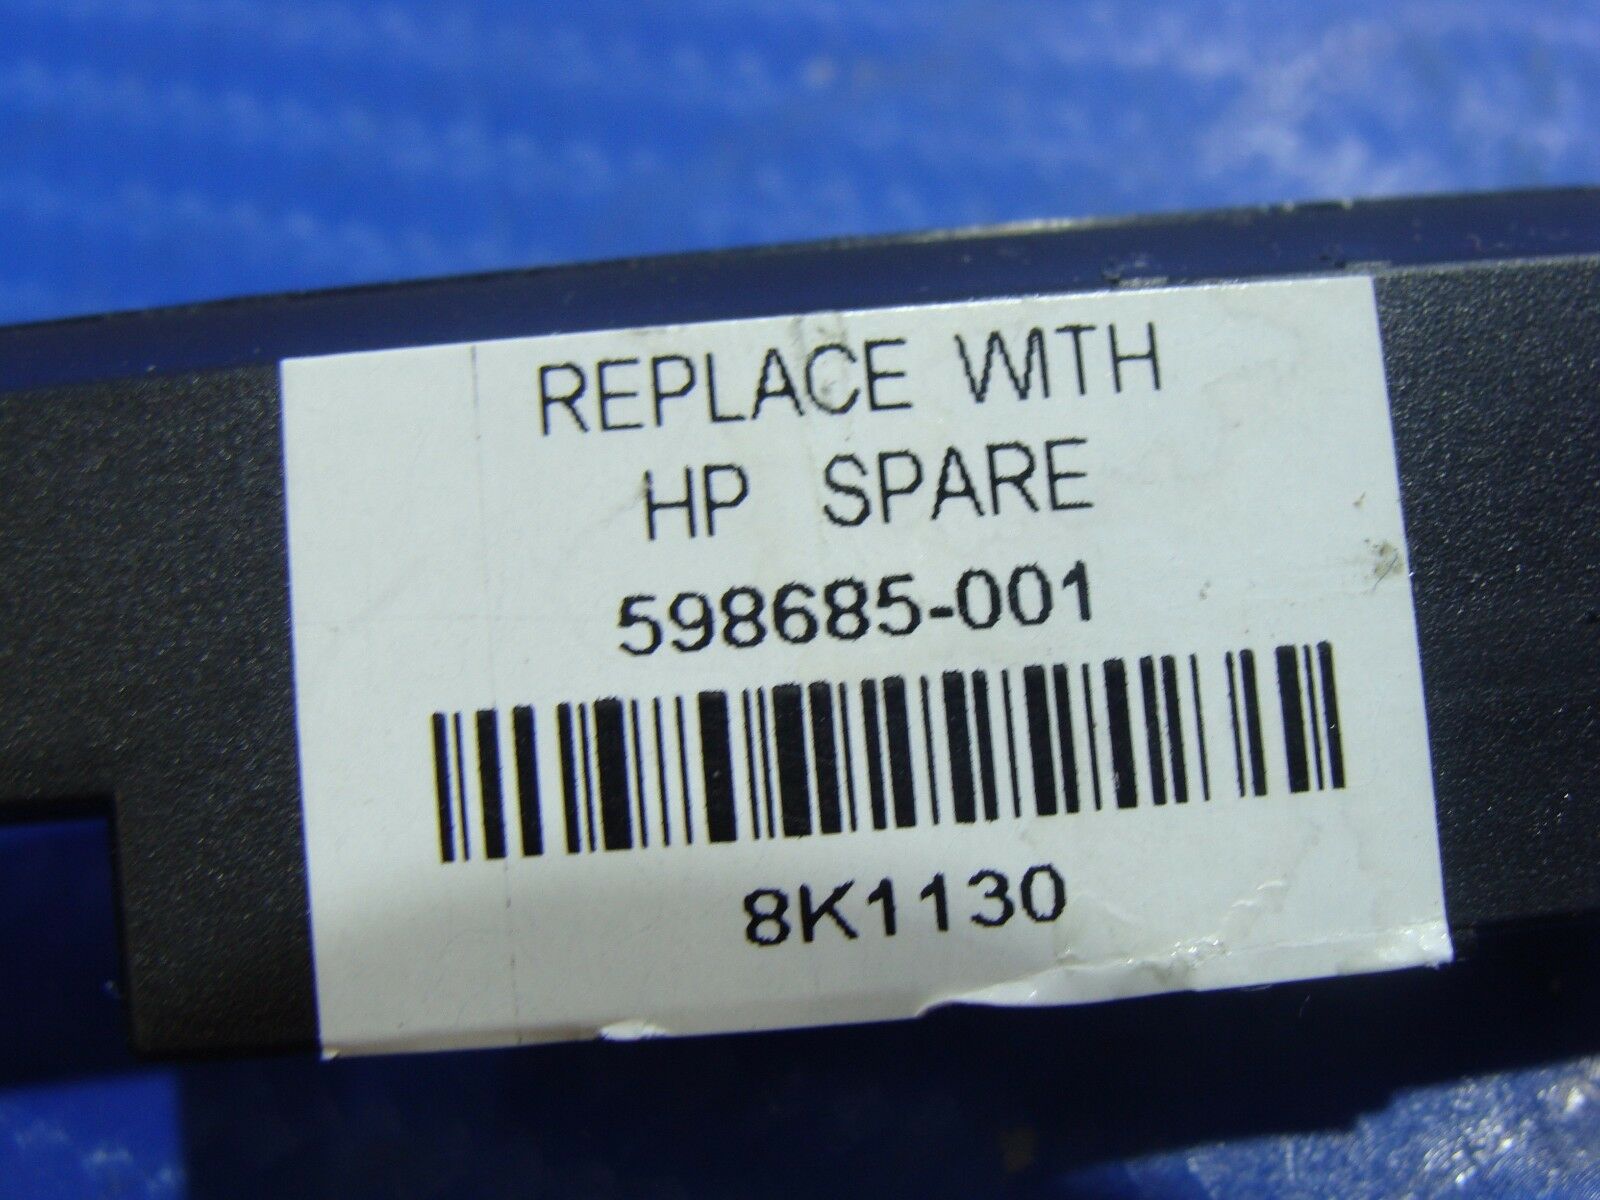 REPLACE WITH
HP SPARE
598685-001
8K1130